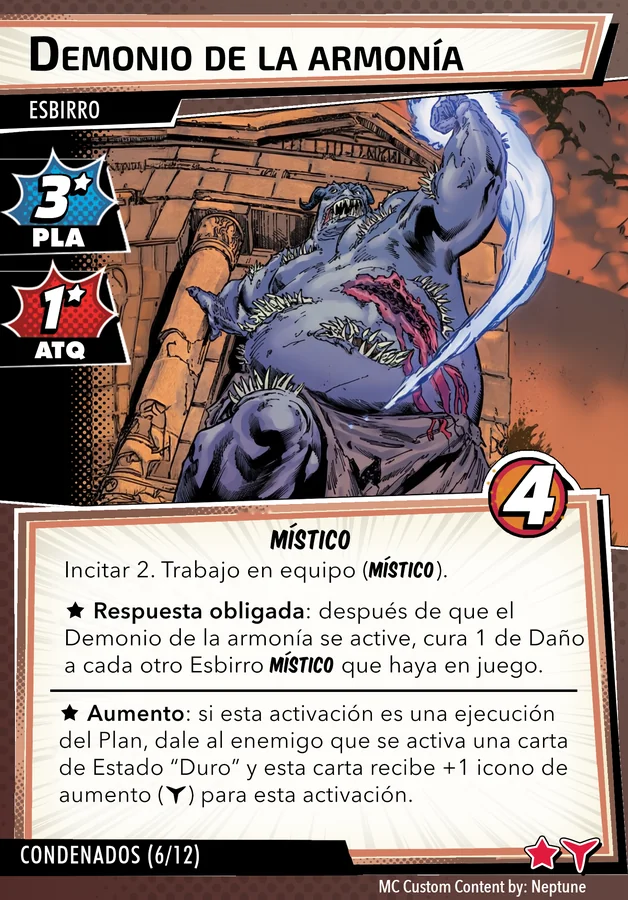 DEMONIO DE LA ARMONÍA
ESBIRRO
3★
PLA
1★
ATQ
4
MÍSTICO
Incitar 2. Trabajo en equipo (MÍSTICO).
★ Respuesta obligada: después de que el
Demonio de la armonía se active, cura 1 de Daño
a cada otro Esbirro MÍSTICO que haya en juego.
★ Aumento: si esta activación es una ejecución
del Plan, dale al enemigo que se activa una carta
de Estado “Duro” y esta carta recibe +1 icono de
aumento ( ) para esta activación.
CONDENADOS (6/12)
MC Custom Content by: Neptune